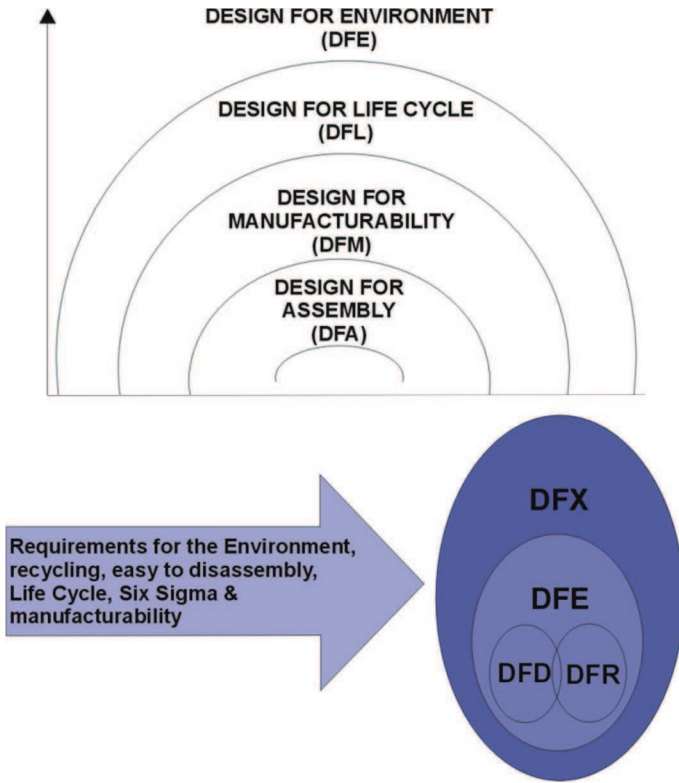 DESIGN FOR ENVIRONMENT
(DFE)
DESIGN FOR LIFE CYCLE
(DFL)
DESIGN FOR
MANUFACTURABILITY
(DFM)
DESIGN FOR
ASSEMBLY
(DFA)
Requirements for the Environment,
recycling, easy to disassembly,
Life Cycle, Six Sigma &
manufacturability
DFX
DFE
DFD
DFR